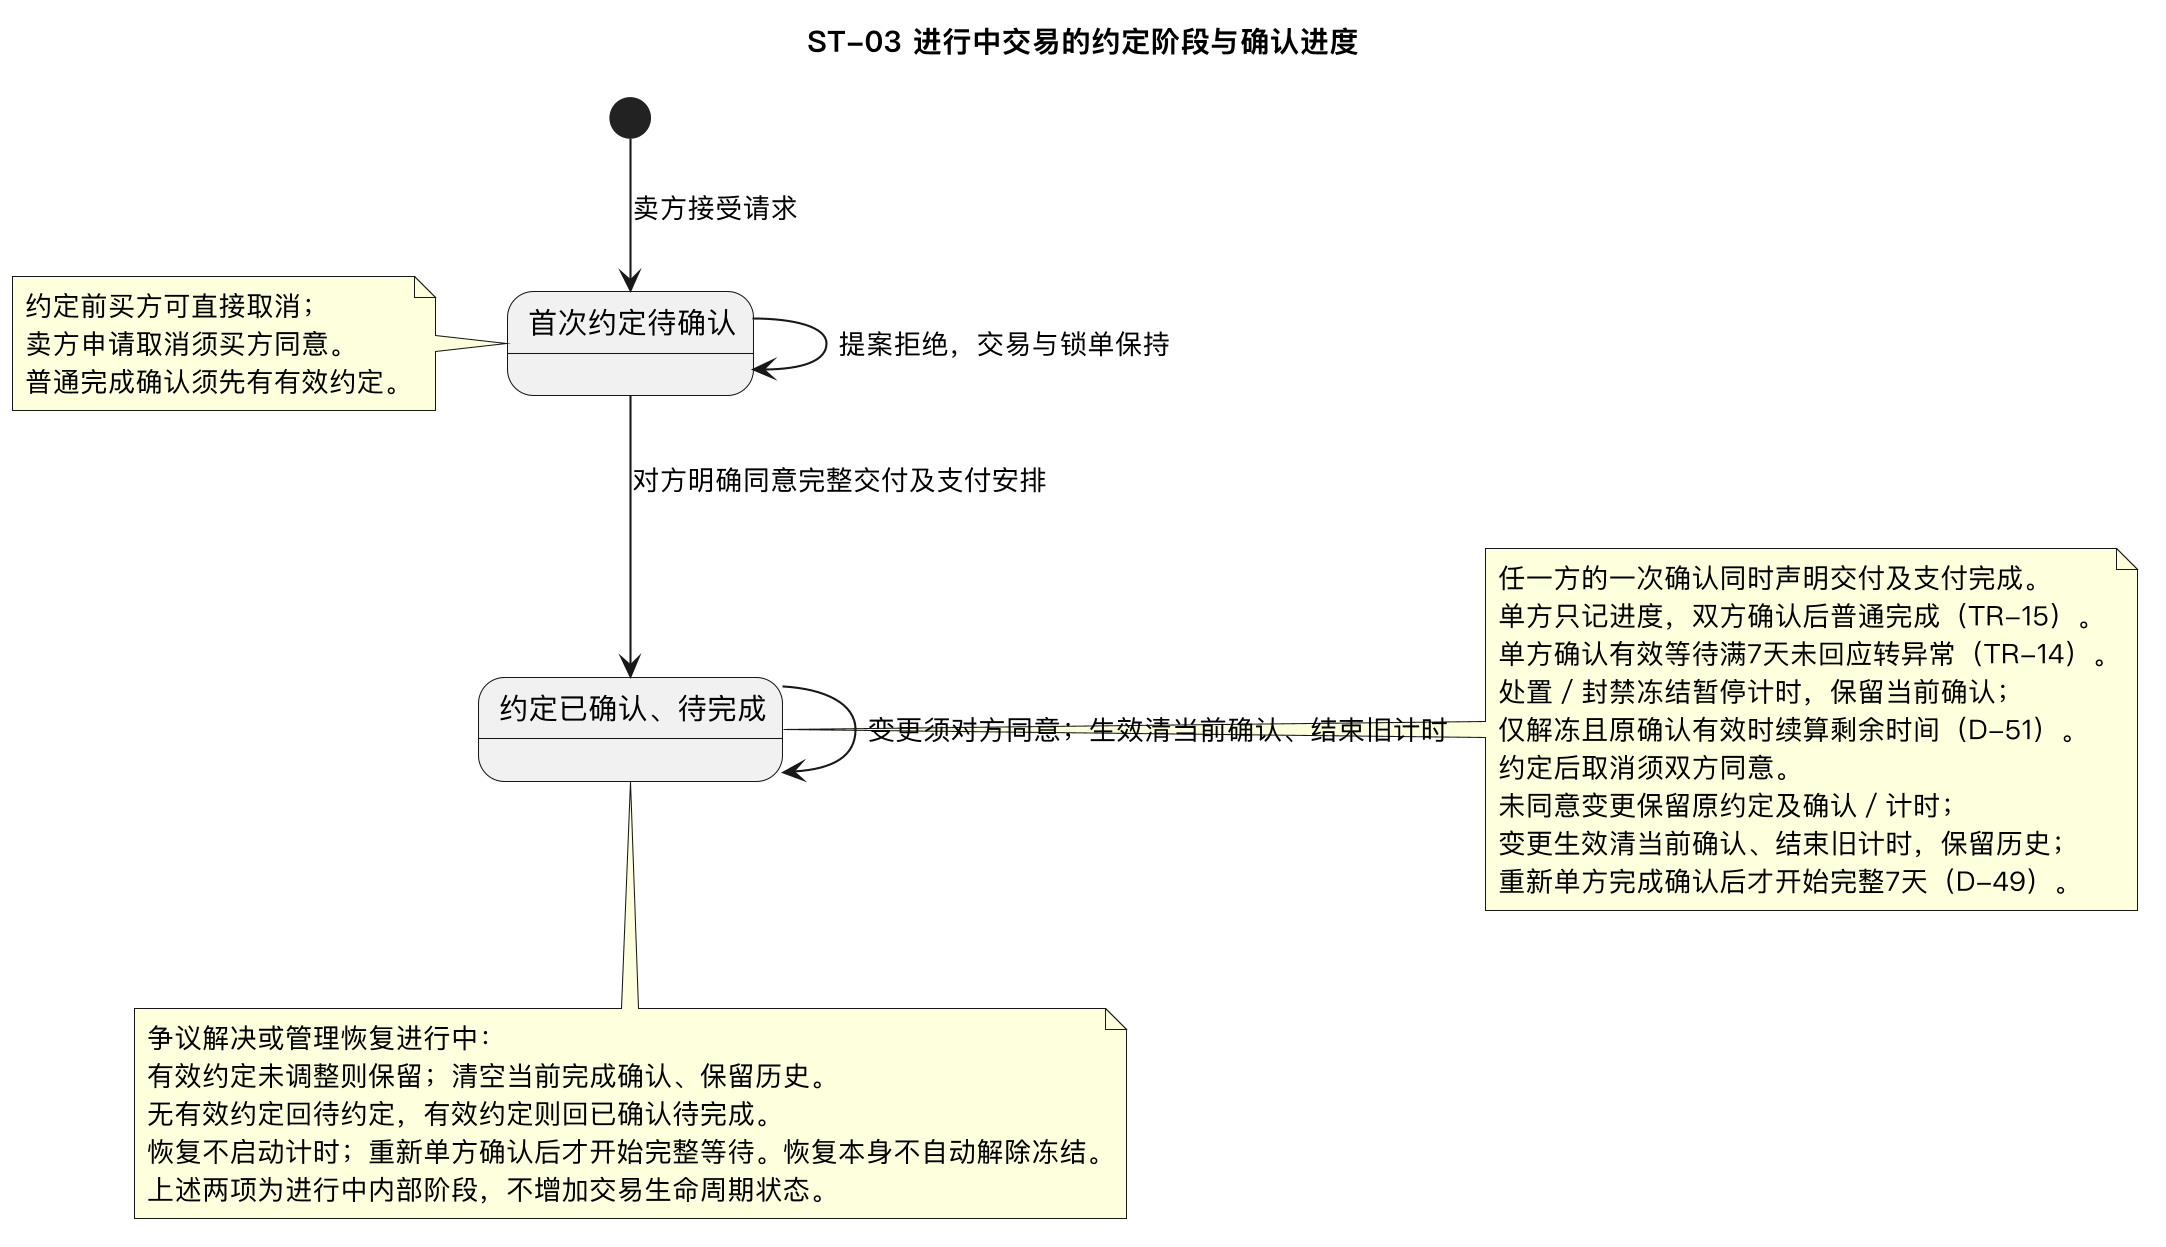 ST-03 进行中交易的约定阶段与确认进度
卖方接受请求
约定前买方可直接取消；
卖方申请取消须买方同意。
普通完成确认须先有有效约定。
首次约定待确认
提案拒绝，交易与锁单保持
对方明确同意完整交付及支付安排
约定已确认、待完成
变更须对方同意；生效清当前确认、结束旧计时
任一方的一次确认同时声明交付及支付完成。
单方只记进度，双方确认后普通完成（TR-15）。
单方确认有效等待满7天未回应转异常（TR-14）。
处置 / 封禁冻结暂停计时，保留当前确认；
仅解冻且原确认有效时续算剩余时间（D-51）。
约定后取消须双方同意。
未同意变更保留原约定及确认 / 计时；
变更生效清当前确认、结束旧计时，保留历史；
重新单方完成确认后才开始完整7天（D-49）。
争议解决或管理恢复进行中：
有效约定未调整则保留；清空当前完成确认、保留历史。
无有效约定回待约定，有效约定则回已确认待完成。
恢复不启动计时；重新单方确认后才开始完整等待。恢复本身不自动解除冻结。
上述两项为进行中内部阶段，不增加交易生命周期状态。